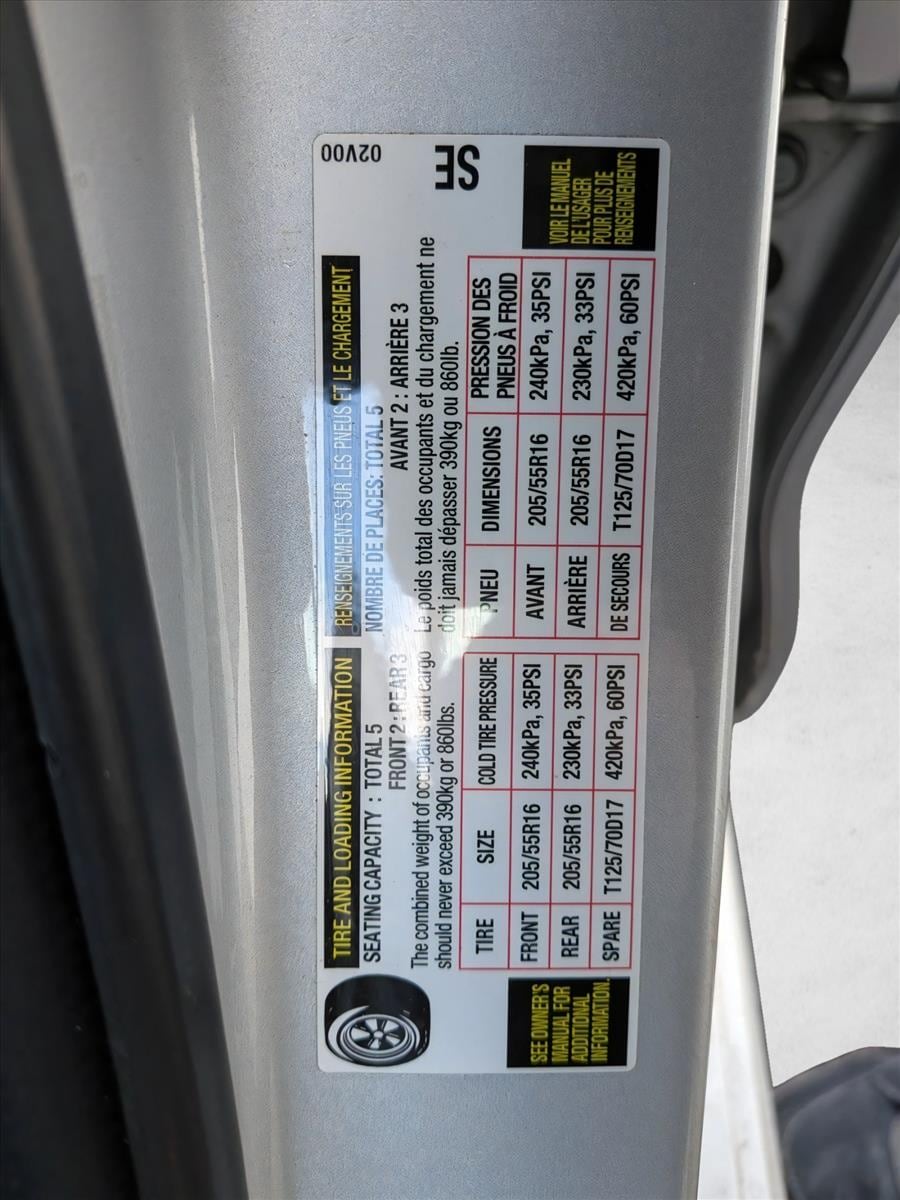 TIRE AND LOADING INFORMATION
SEATING CAPACITY : TOTAL 5
FRONT 2 : REAR 3
The combined weight of occupants and cargo
should never exceed 390kg or 860lbs.
TIRE SIZE COLD TIRE PRESSURE
FRONT 205/55R16 240kPa, 35PSI
REAR 205/55R16 230kPa, 33PSI
SPARE T125/70D17 420kPa, 60PSI
SEE OWNER'S
MANUAL FOR
ADDITIONAL
INFORMATION.
RENSEIGNEMENTS SUR LES PNEUS ET LE CHARGEMENT
NOMBRE DE PLACES: TOTAL 5
AVANT 2 : ARRIÈRE 3
Le poids total des occupants et du chargement ne
doit jamais dépasser 390kg ou 860lb.
PNEU DIMENSIONS PRESSION DES
PNEUS À FROID
AVANT 205/55R16 240kPa, 35PSI
ARRIÈRE 205/55R16 230kPa, 33PSI
DE SECOURS T125/70D17 420kPa, 60PSI
VOIR LE MANUEL
DE L'USAGER
POUR PLUS DE
RENSEIGNEMENTS
02V00
SE